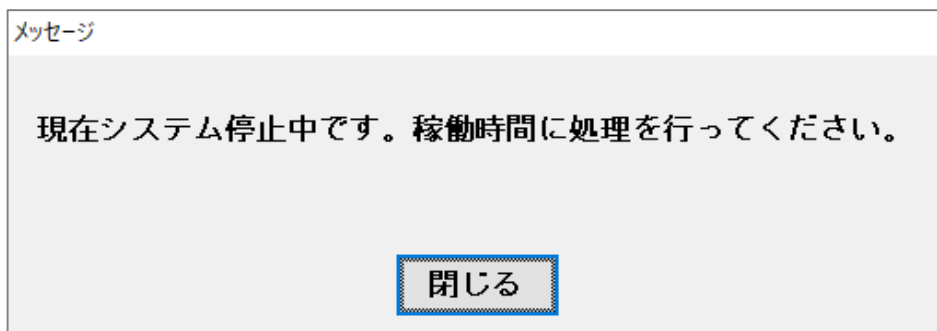 メッセージ
現在システム停止中です。稼働時間に処理を行ってください。
閉じる